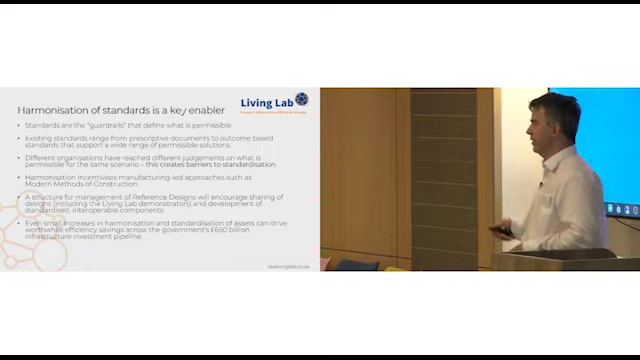 Living Lab
Harmonisation of standards is a key enabler
• Standards are the "guardrails" that define what is permissible
• Existing standards range from prescriptive documents to outcome based
standards that support a wide range of permissible solutions.
• Different organisations have reached different judgements on what is
permissible for the same scenario – this creates barriers to standardisation
• Harmonisation incentivises manufacturing-led approaches such as
Modern Methods of Construction
• A structure for management of Reference Designs will encourage sharing of
designs (including the Living Lab demonstrators) and development of
standardised, interoperable components
• Even small increases in harmonisation and standardisation of assets can drive
worthwhile efficiency savings across the government's £650 billion
infrastructure investment pipeline.